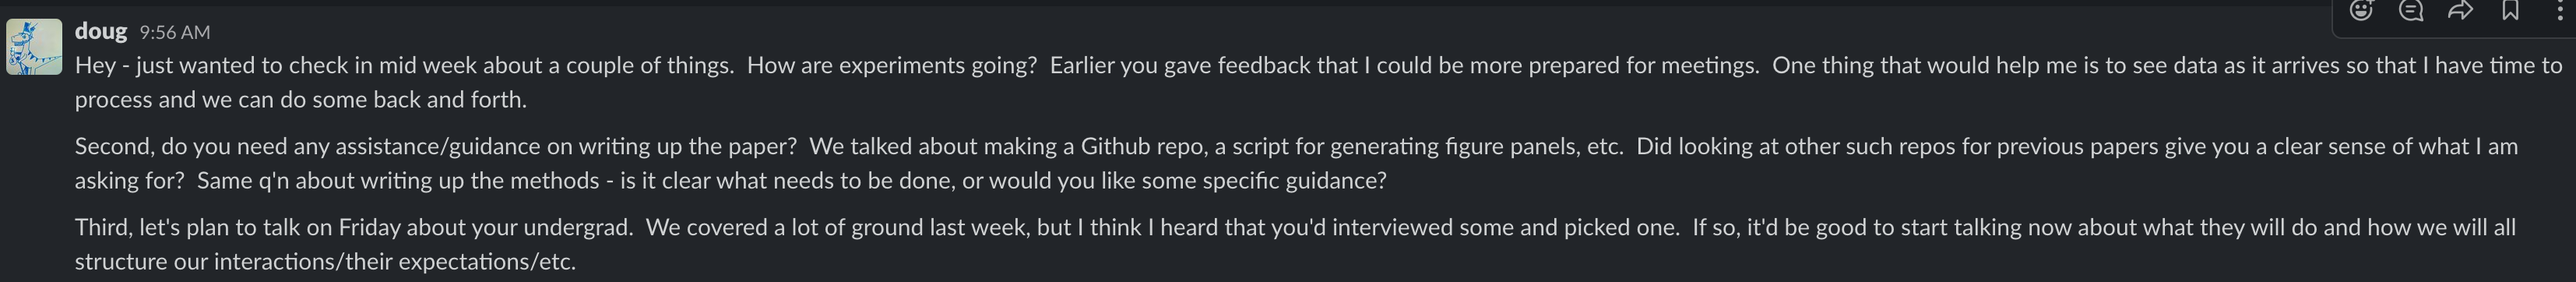 doug 9:56 AM
Hey - just wanted to check in mid week about a couple of things.  How are experiments going?  Earlier you gave feedback that I could be more prepared for meetings.  One thing that would help me is to see data as it arrives so that I have time to
process and we can do some back and forth.
Second, do you need any assistance/guidance on writing up the paper?  We talked about making a Github repo, a script for generating figure panels, etc.  Did looking at other such repos for previous papers give you a clear sense of what I am
asking for?  Same q'n about writing up the methods - is it clear what needs to be done, or would you like some specific guidance?
Third, let's plan to talk on Friday about your undergrad.  We covered a lot of ground last week, but I think I heard that you'd interviewed some and picked one.  If so, it'd be good to start talking now about what they will do and how we will all
structure our interactions/their expectations/etc.